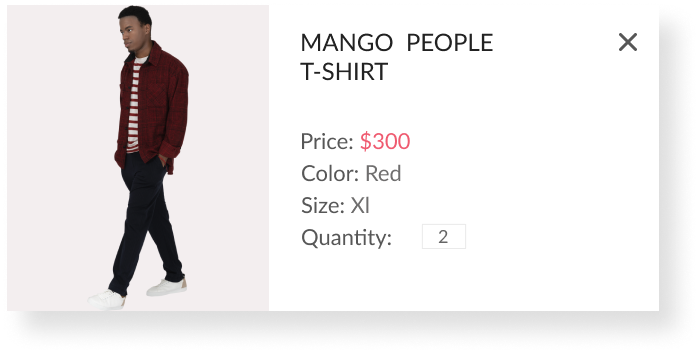 MANGO PEOPLE
T-SHIRT
Price: $300
Color: Red
Size: Xl
Quantity: 2